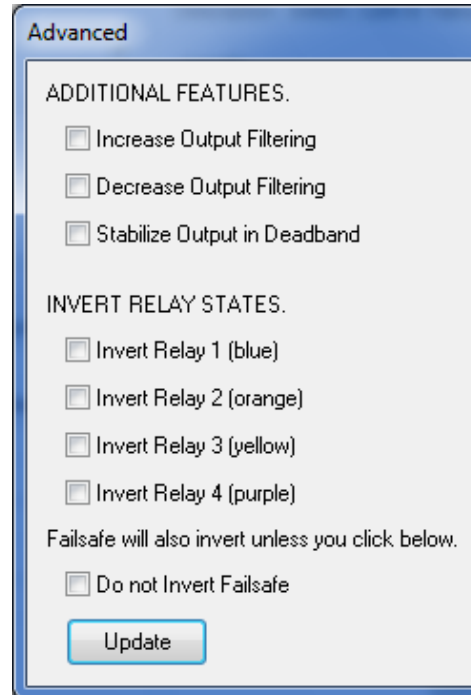 Advanced
ADDITIONAL FEATURES.
Increase Output Filtering
Decrease Output Filtering
Stabilize Output in Deadband
INVERT RELAY STATES.
Invert Relay 1 (blue)
Invert Relay 2 (orange)
Invert Relay 3 (yellow)
Invert Relay 4 (purple)
Failsafe will also invert unless you click below.
Do not Invert Failsafe
Update